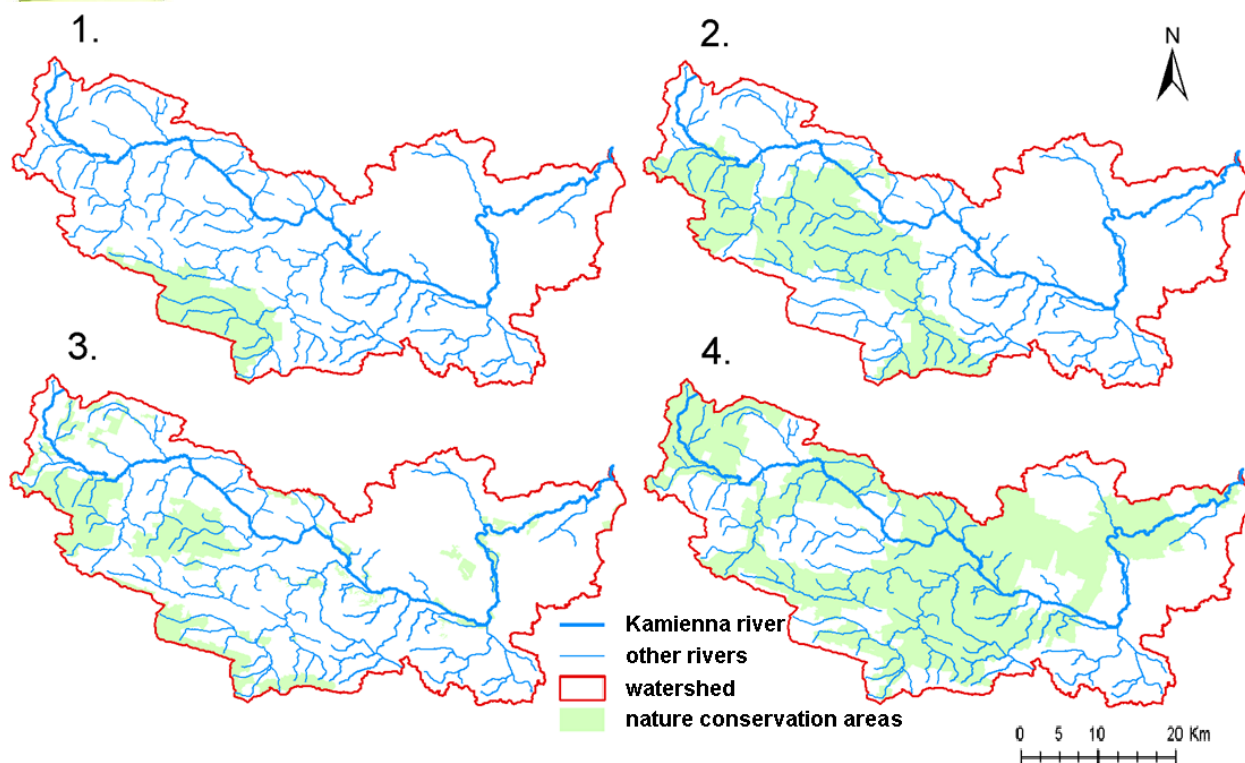 1.
2.
N
3.
4.
Kamienna river
other rivers
watershed
nature conservation areas
0 5 10 20 Km